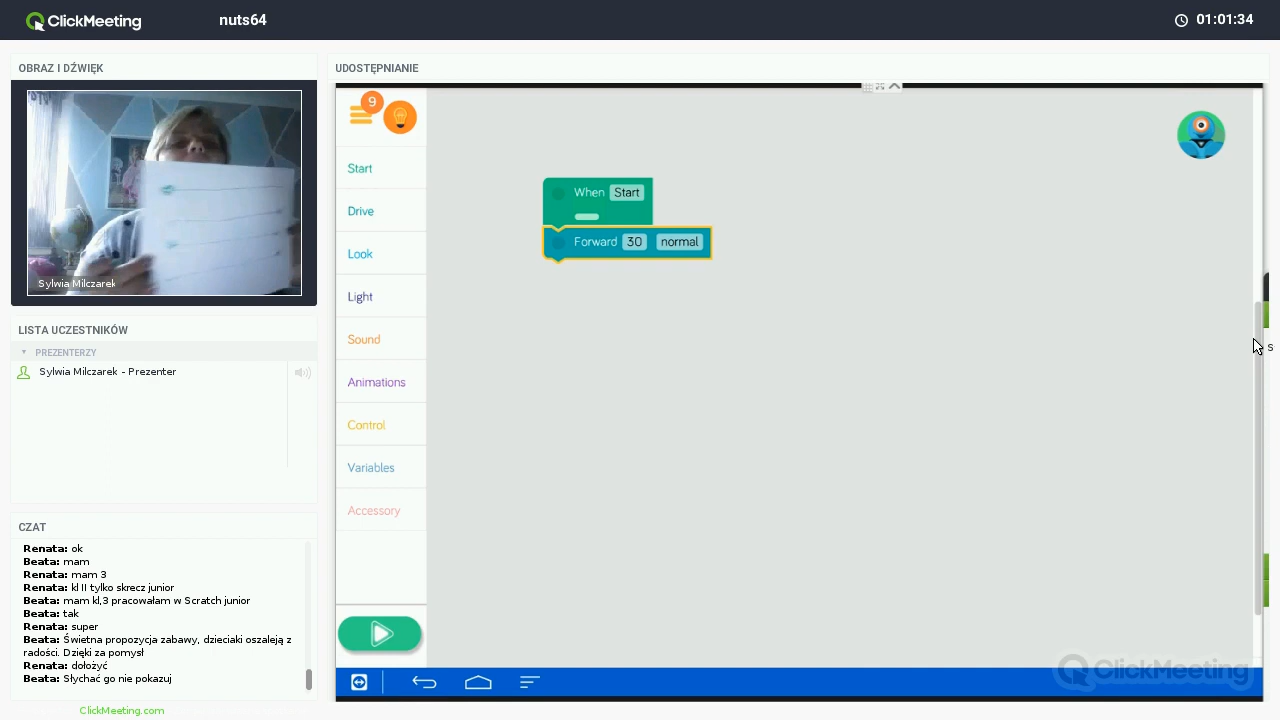 ClickMeeting
nuts64
01:01:34
OBRAZ I DŹWIĘK
Sylwia Milczarek
LISTA UCZESTNIKÓW
PREZENTERZY
Sylwia Milczarek - Prezenter
CZAT
Renata: ok
Beata: mam
Renata: mam 3
Renata: kl II tylko skrecz junior
Beata: mam kl,3 pracowałam w Scratch junior
Beata: tak
Renata: super
Beata: Świetna propozycja zabawy, dzieciaki oszaleją z
radości. Dzięki za pomysł
Renata: dołożyć
Beata: Słychać go nie pokazuj
ClickMeeting.com
UDOSTĘPNIANIE
9
Start
Drive
Look
Light
Sound
Animations
Control
Variables
Accessory
When Start
Forward 30 normal
S
ClickMeeting